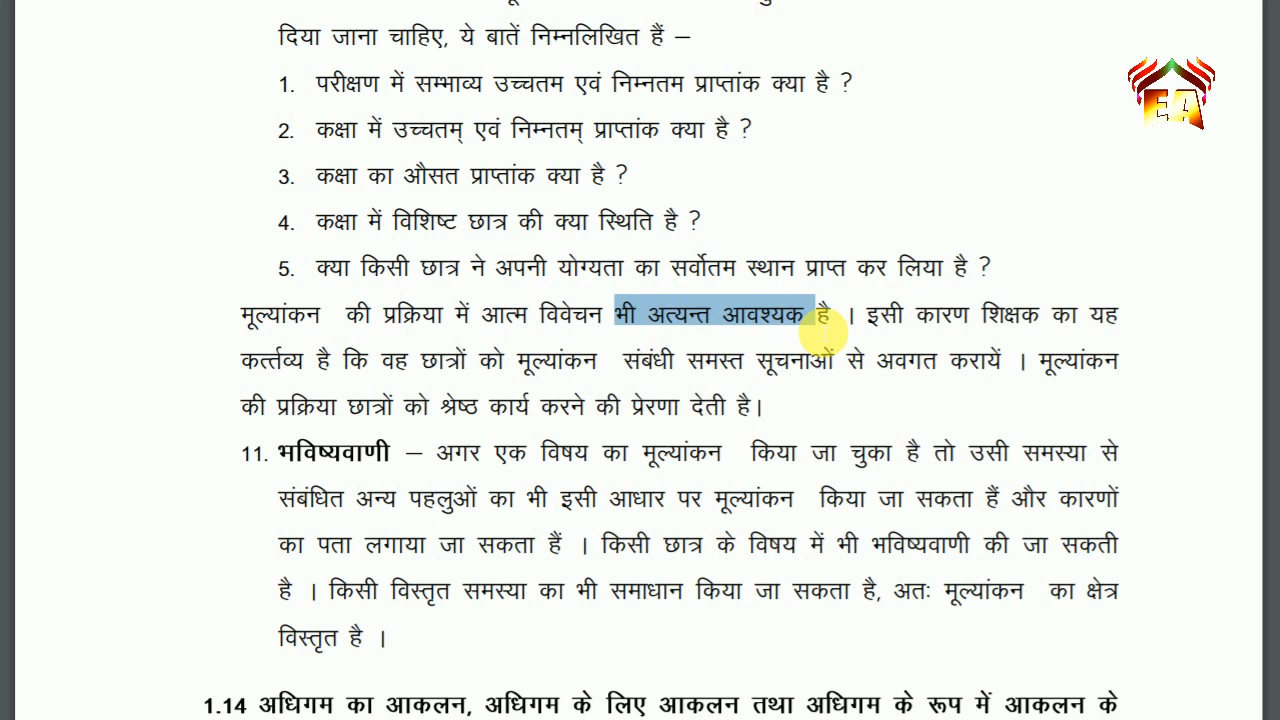 दिया जाना चाहिए, ये बातें निम्नलिखित हैं –
1. परीक्षण में सम्भाव्य उच्चतम एवं निम्नतम प्राप्तांक क्या है ?
2. कक्षा में उच्चतम् एवं निम्नतम् प्राप्तांक क्या है ?
3. कक्षा का औसत प्राप्तांक क्या है ?
4. कक्षा में विशिष्ट छात्र की क्या स्थिति है ?
5. क्या किसी छात्र ने अपनी योग्यता का सर्वोतम स्थान प्राप्त कर लिया है ?
मूल्यांकन की प्रक्रिया में आत्म विवेचन भी अत्यन्त आवश्यक है । इसी कारण शिक्षक का यह
कर्त्तव्य है कि वह छात्रों को मूल्यांकन संबंधी समस्त सूचनाओं से अवगत करायें । मूल्यांकन
की प्रक्रिया छात्रों को श्रेष्ठ कार्य करने की प्रेरणा देती है।
11. भविष्यवाणी – अगर एक विषय का मूल्यांकन किया जा चुका है तो उसी समस्या से
संबंधित अन्य पहलुओं का भी इसी आधार पर मूल्यांकन किया जा सकता हैं और कारणों
का पता लगाया जा सकता हैं । किसी छात्र के विषय में भी भविष्यवाणी की जा सकती
है । किसी विस्तृत समस्या का भी समाधान किया जा सकता है, अतः मूल्यांकन का क्षेत्र
विस्तृत है ।
1.14 अधिगम का आकलन, अधिगम के लिए आकलन तथा अधिगम के रूप में आकलन के
EA